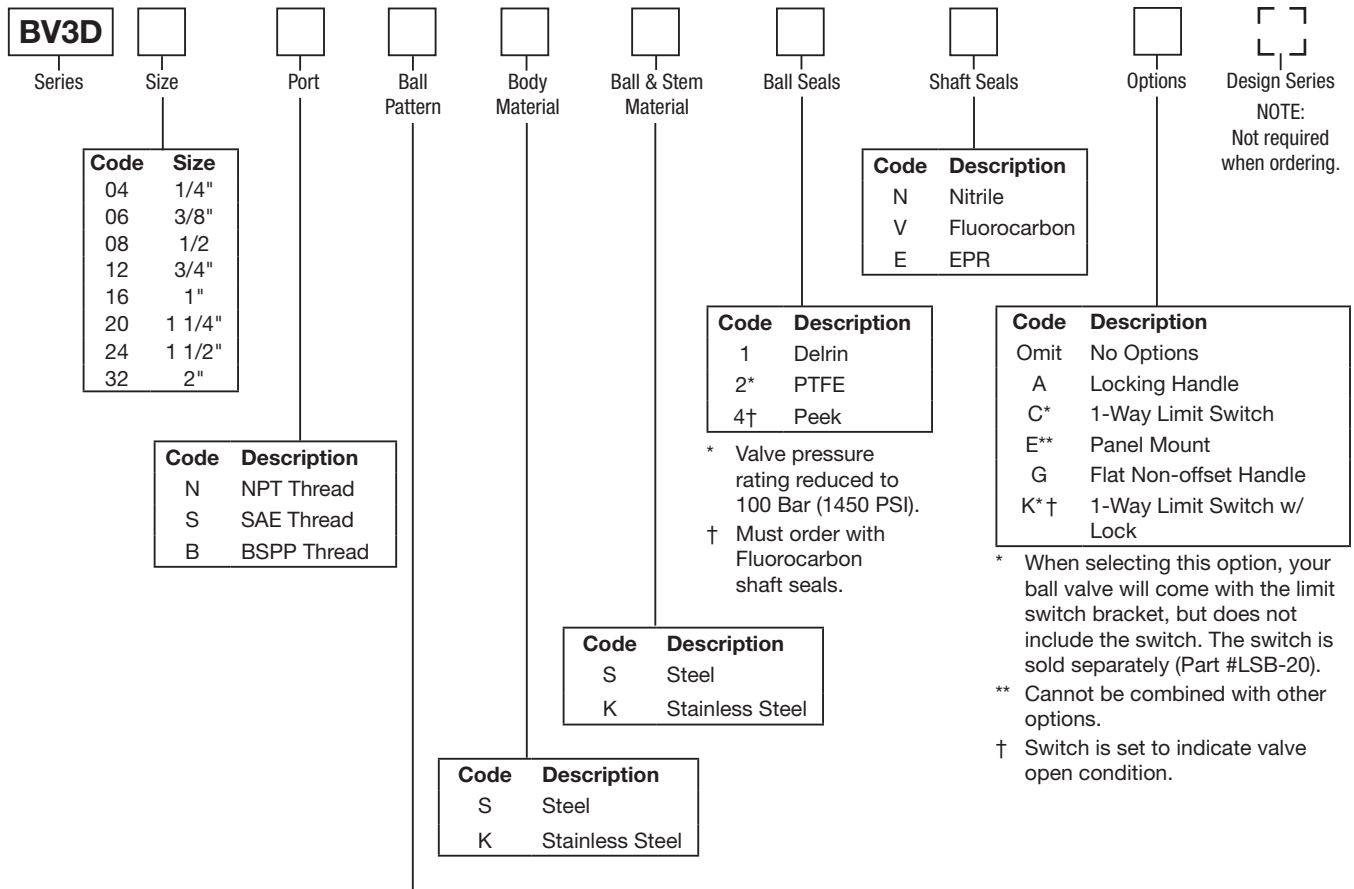 BV3D
Series
Size
Port
Ball
Pattern
Body
Material
Ball & Stem
Material
Ball Seals
Shaft Seals
Options
Design Series
NOTE:
Not required
when ordering.
Code Size
04 1/4"
06 3/8"
08 1/2
12 3/4"
16 1"
20 1 1/4"
24 1 1/2"
32 2"
Code Description
N NPT Thread
S SAE Thread
B BSPP Thread
Code Description
S Steel
K Stainless Steel
Code Description
S Steel
K Stainless Steel
Code Description
1 Delrin
2* PTFE
4† Peek
* Valve pressure
rating reduced to
100 Bar (1450 PSI).
† Must order with
Fluorocarbon
shaft seals.
Code Description
N Nitrile
V Fluorocarbon
E EPR
Code Description
Omit No Options
A Locking Handle
C* 1-Way Limit Switch
E** Panel Mount
G Flat Non-offset Handle
K*† 1-Way Limit Switch w/
Lock
* When selecting this option, your
ball valve will come with the limit
switch bracket, but does not
include the switch. The switch is
sold separately (Part #LSB-20).
** Cannot be combined with other
options.
† Switch is set to indicate valve
open condition.